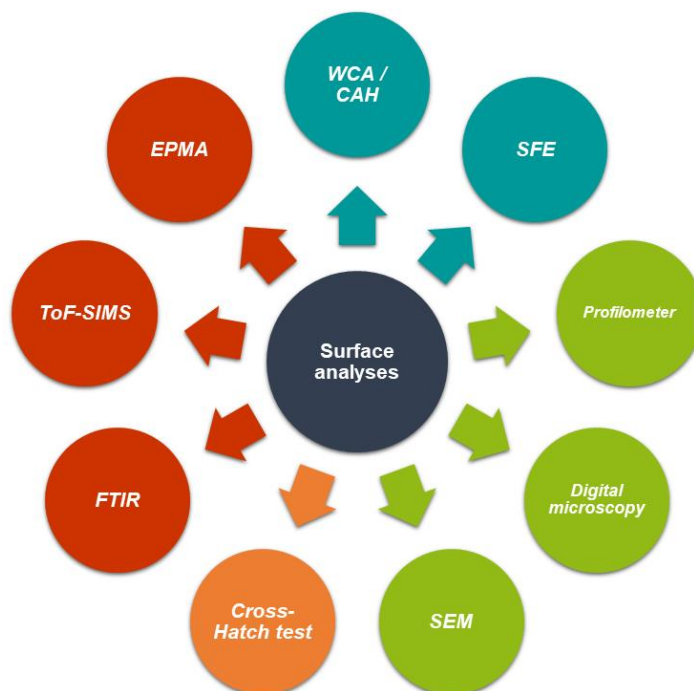 WCA /
CAH
EPMA
SFE
ToF-SIMS
Profilometer
Surface
analyses
FTIR
Digital
microscopy
Cross-
Hatch test
SEM